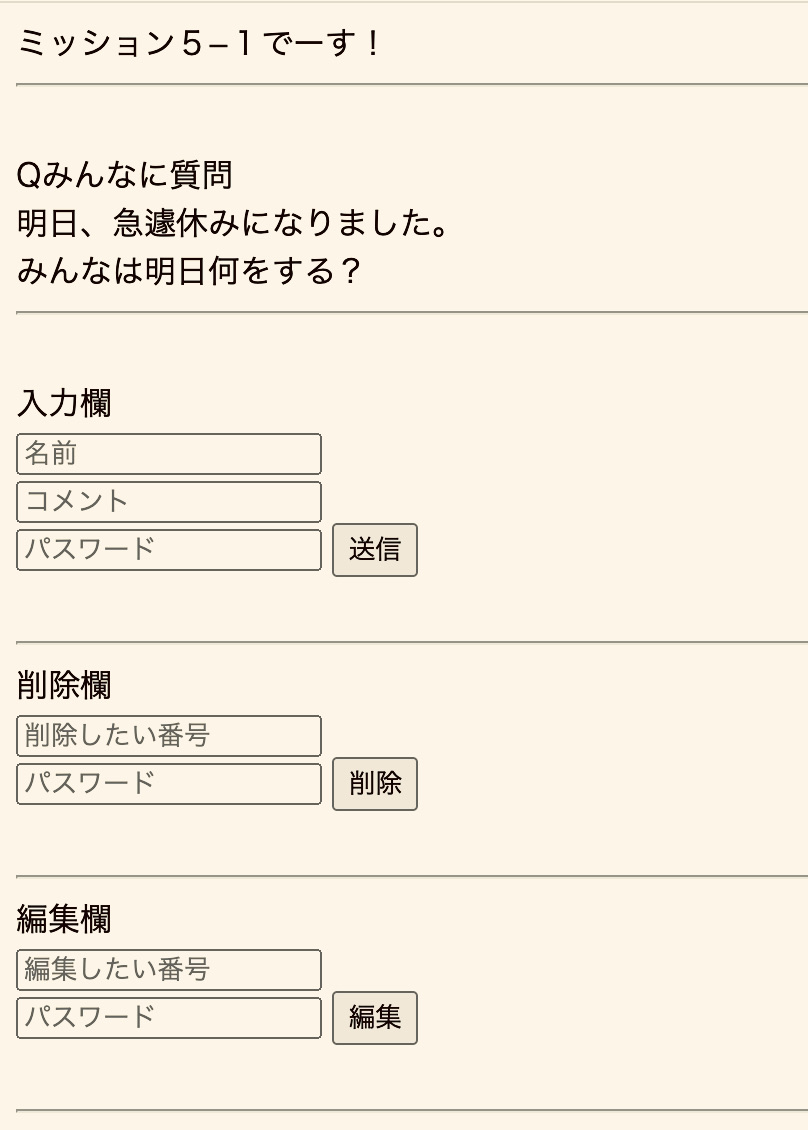 ミッション５−１でーす！
Qみんなに質問
明日、急遽休みになりました。
みんなは明日何をする？
入力欄
名前
コメント
パスワード 送信
削除欄
削除したい番号
パスワード 削除
編集欄
編集したい番号
パスワード 編集